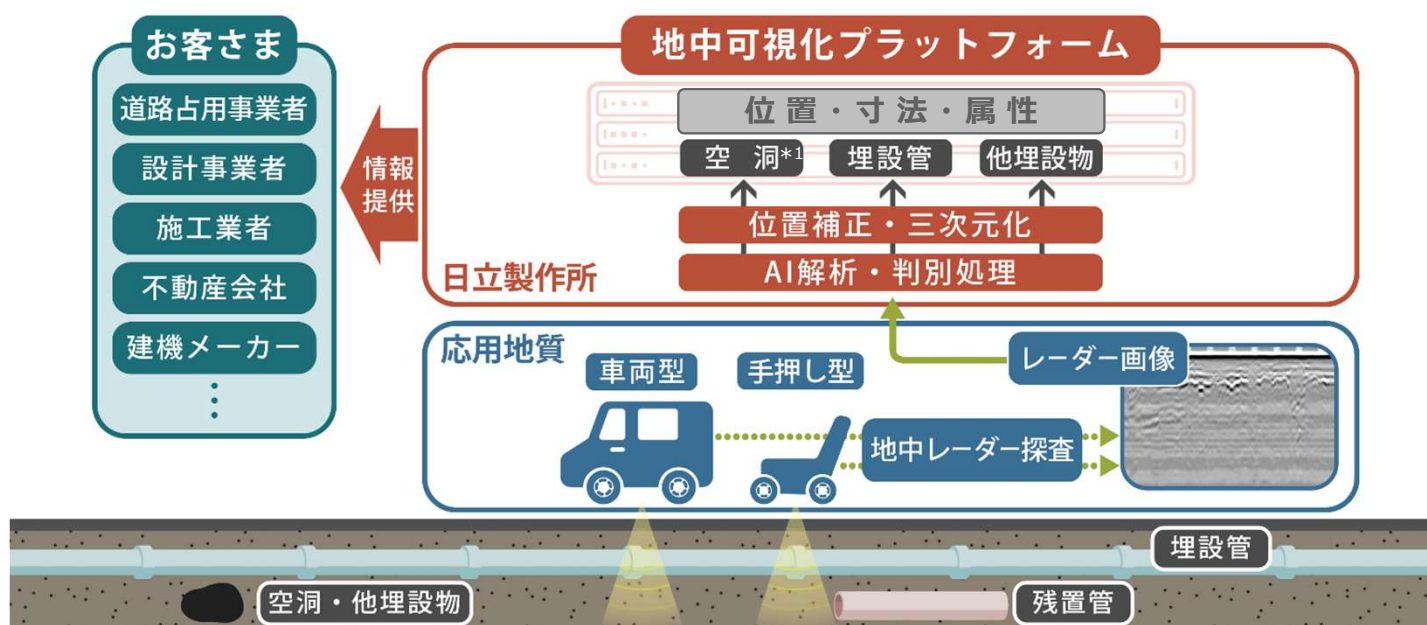 お客さま
道路占用事業者
設計事業者
施工業者
不動産会社
建機メーカー
情報
提供
地中可視化プラットフォーム
位置・寸法・属性
空 洞*1
埋設管
他埋設物
位置補正・三次元化
AI解析・判別処理
日立製作所
応用地質
車両型
手押し型
レーダー画像
地中レーダー探査
埋設管
空洞・他埋設物
残置管